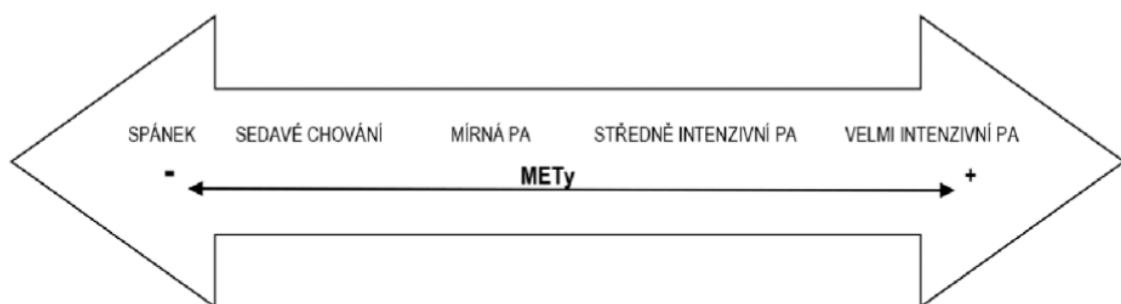 SPÁNEK SEDAVÉ CHOVÁNÍ MÍRNÁ PA STŘEDNĚ INTENZIVNÍ PA VELMI INTENZIVNÍ PA
- METy +